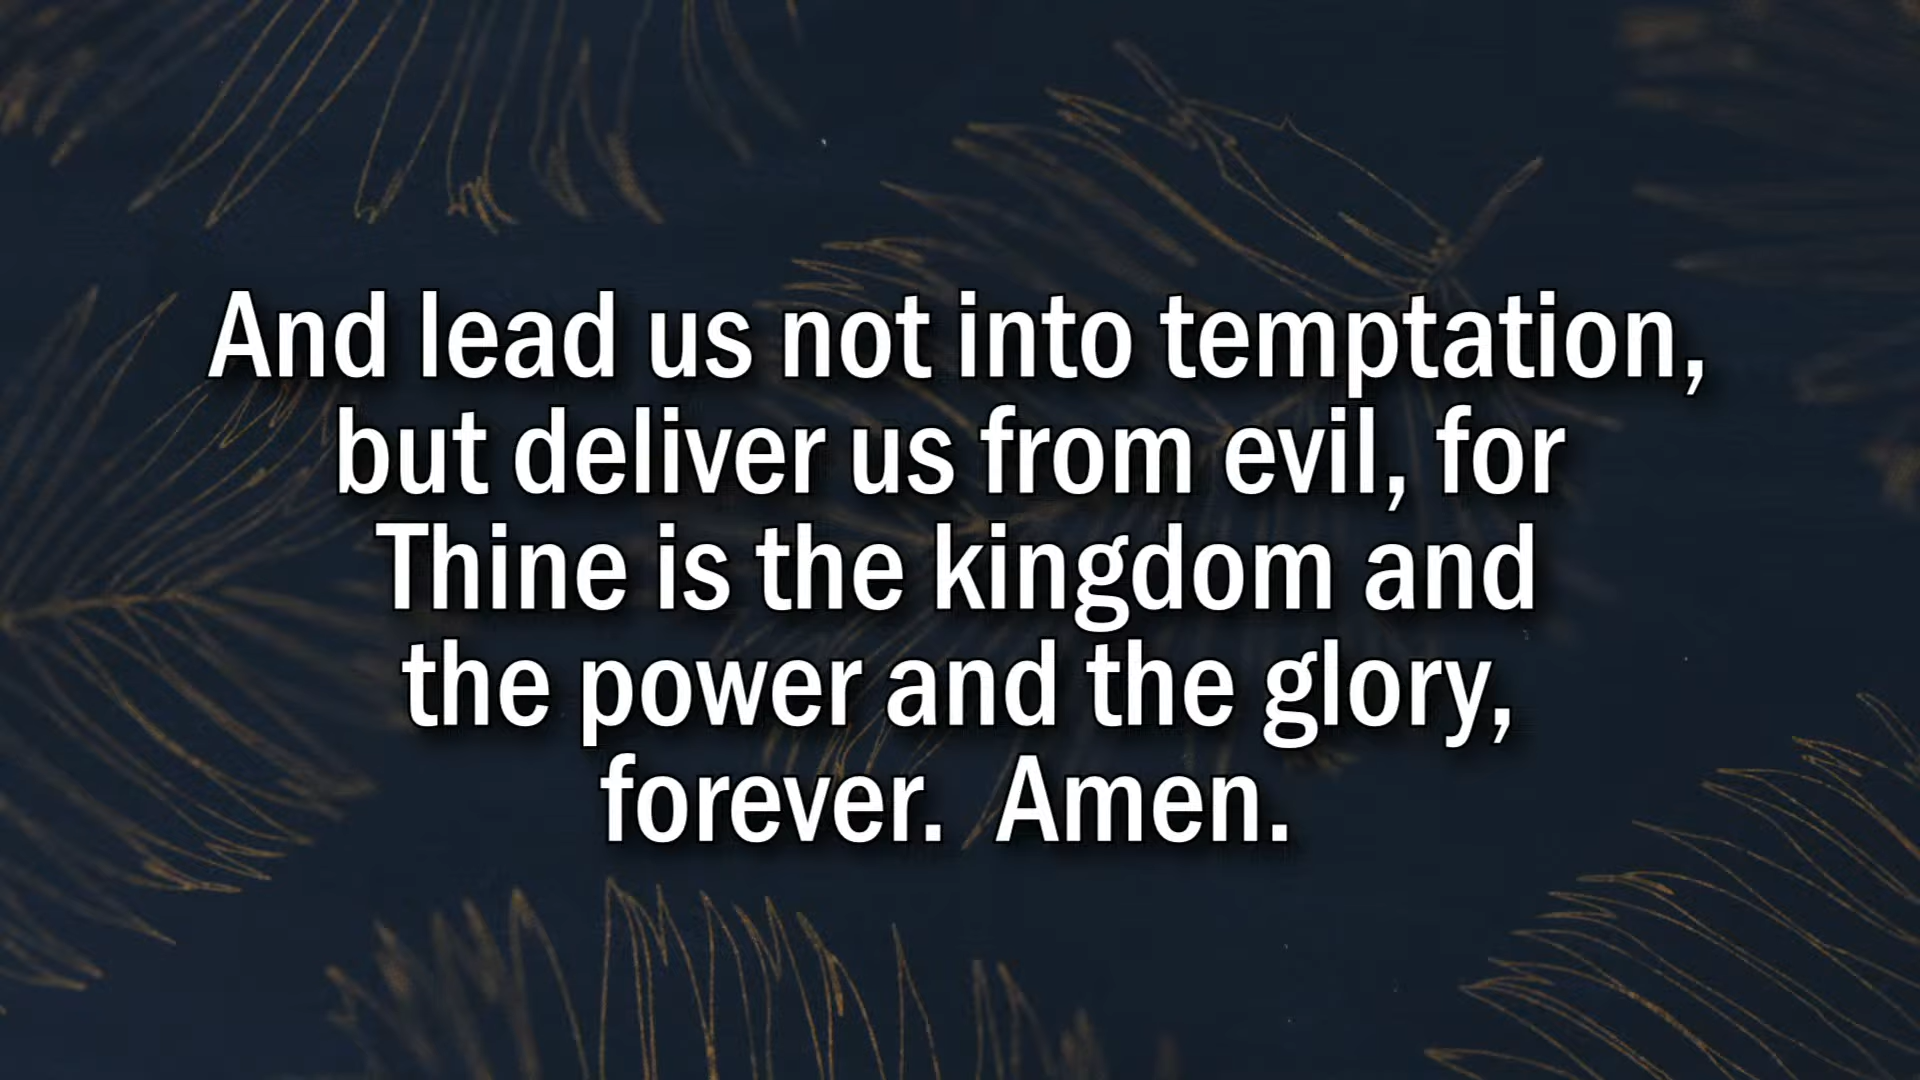 And lead us not into temptation,
but deliver us from evil, for
Thine is the kingdom and
the power and the glory,
forever.  Amen.